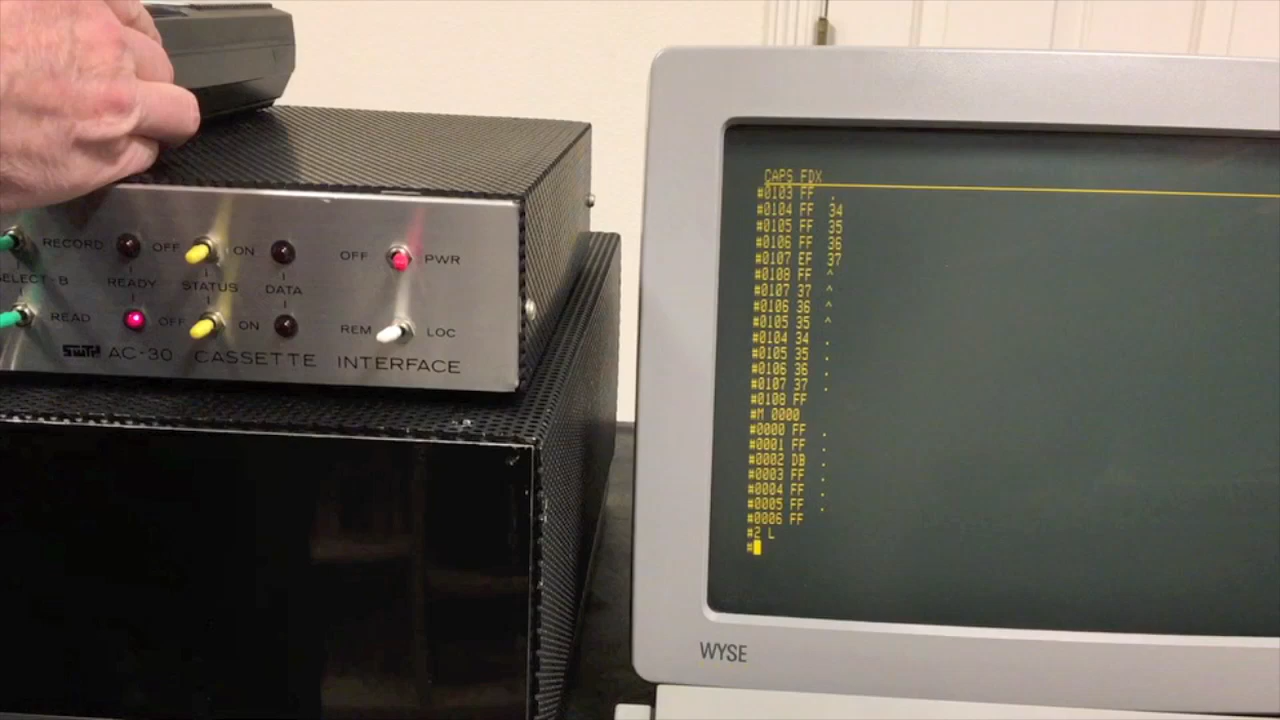 RECORD OFF ON OFF PWR
SELECT-B READY STATUS DATA
READ OFF ON REM LOC
SWTPC AC-30 CASSETTE INTERFACE
CAPS FDX
#0103 FF .
#0104 FF 34
#0105 FF 35
#0106 FF 36
#0107 EF 37
#0108 FF ^
#0107 37 ^
#0106 36 ^
#0105 35 ^
#0104 34 .
#0105 35 .
#0106 36 .
#0107 37 .
#0108 FF
#M 0000
#0000 FF .
#0001 FF .
#0002 DB .
#0003 FF .
#0004 FF .
#0005 FF .
#0006 FF
#2 L
#
WYSE